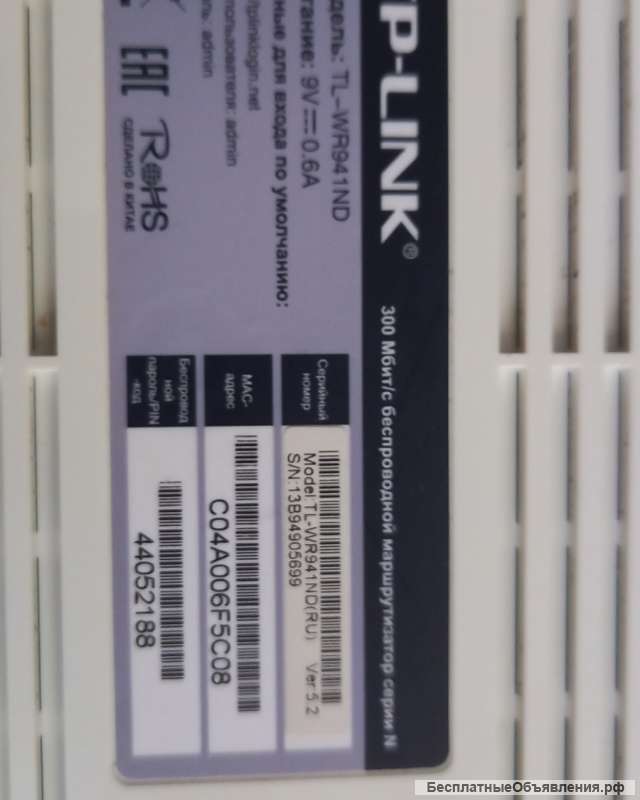 P-LINK®
300 Мбит/с беспроводной маршрутизатор серии N
дель: TL-WR941ND
тание: 9V⎓0.6A
ные для входа по умолчанию:
tplinklogin.net
пользователя: admin
ль: admin
EAC
RoHS
СДЕЛАНО В КИТАЕ
Серийный
номер
Model TL-WR941ND(RU) Ver:5.2
S/N:13B94905699
MAC-
адрес
C04A006F5C08
Беспровод
ной
пароль/PIN
-код
44052188
БесплатныеОбъявления.рф